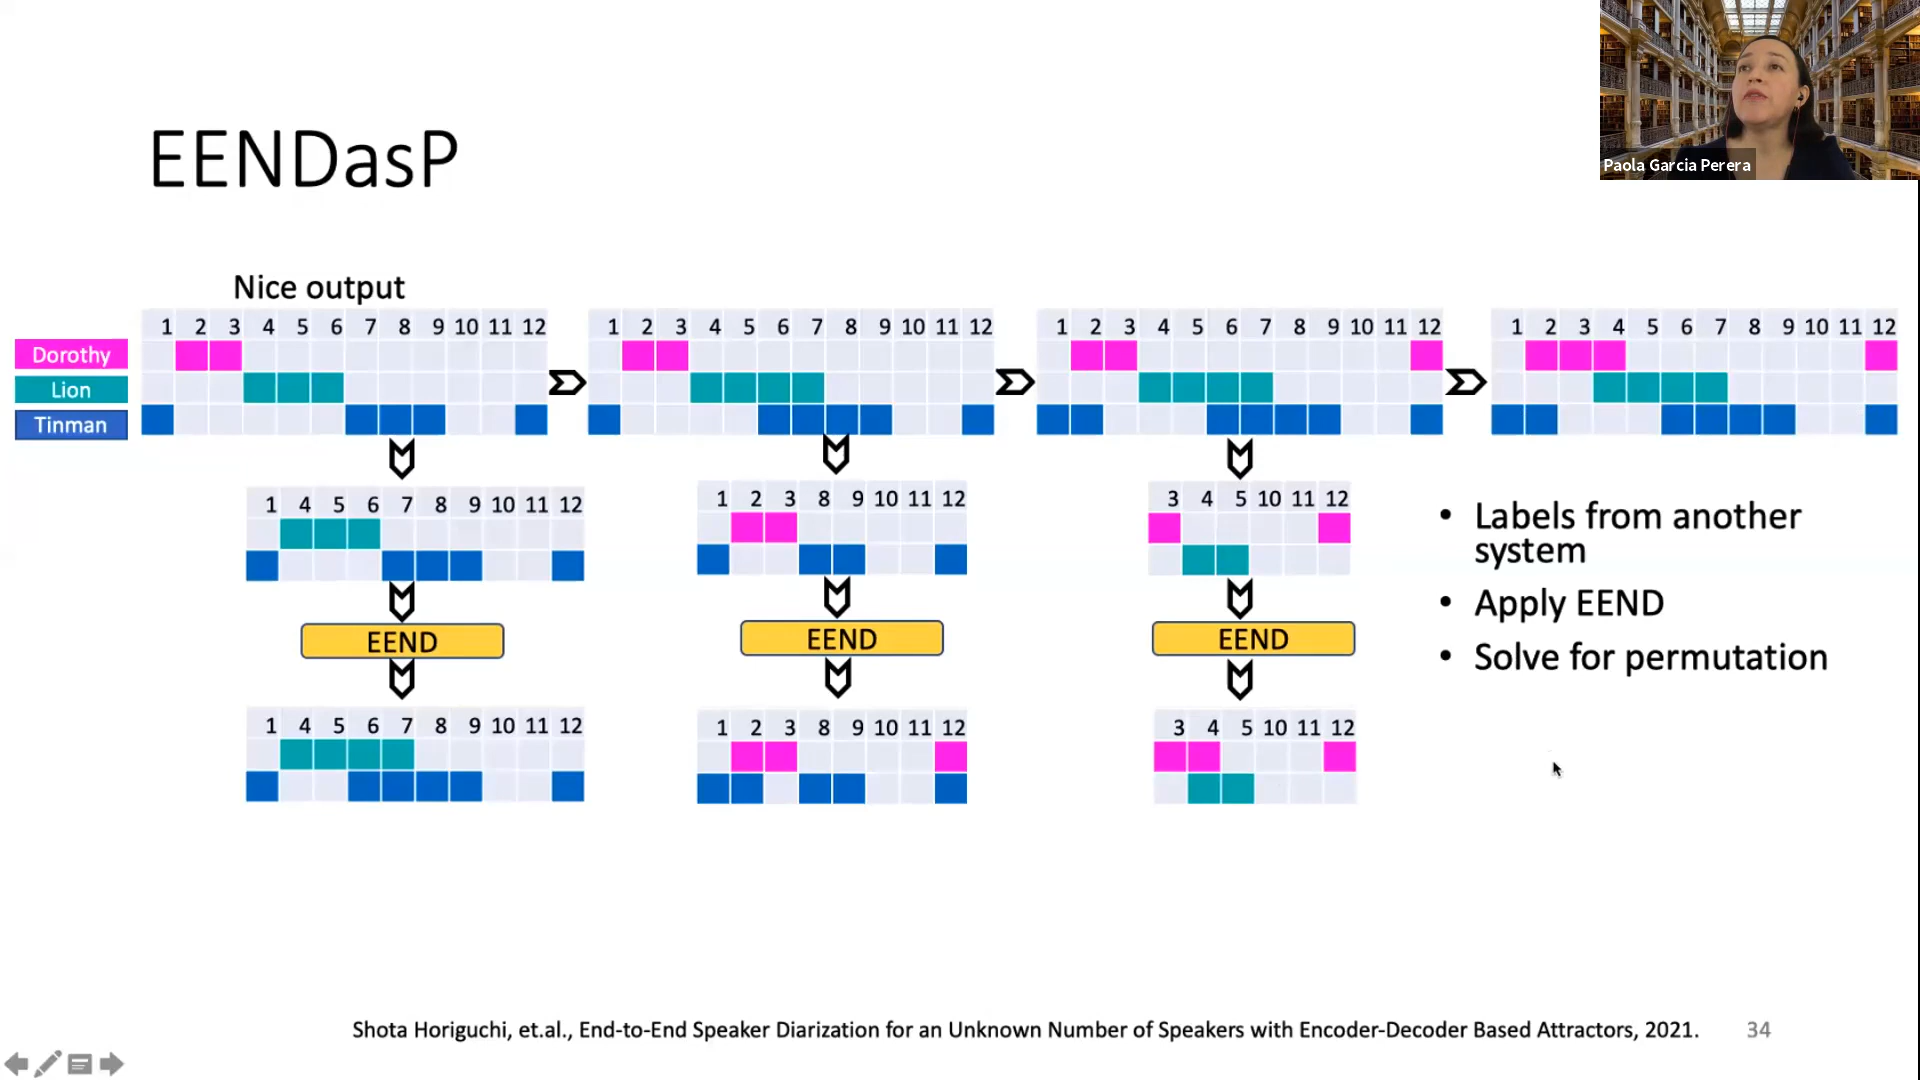 Paola Garcia Perera
EENDasP
Nice output
1 2 3 4 5 6 7 8 9 10 11 12
1 2 3 4 5 6 7 8 9 10 11 12
1 2 3 4 5 6 7 8 9 10 11 12
1 2 3 4 5 6 7 8 9 10 11 12
Dorothy
Lion
Tinman
1 4 5 6 7 8 9 10 11 12
1 2 3 8 9 10 11 12
3 4 5 10 11 12
EEND
EEND
EEND
1 4 5 6 7 8 9 10 11 12
1 2 3 8 9 10 11 12
3 4 5 10 11 12
• Labels from another
system
• Apply EEND
• Solve for permutation
Shota Horiguchi, et.al., End-to-End Speaker Diarization for an Unknown Number of Speakers with Encoder-Decoder Based Attractors, 2021.
34